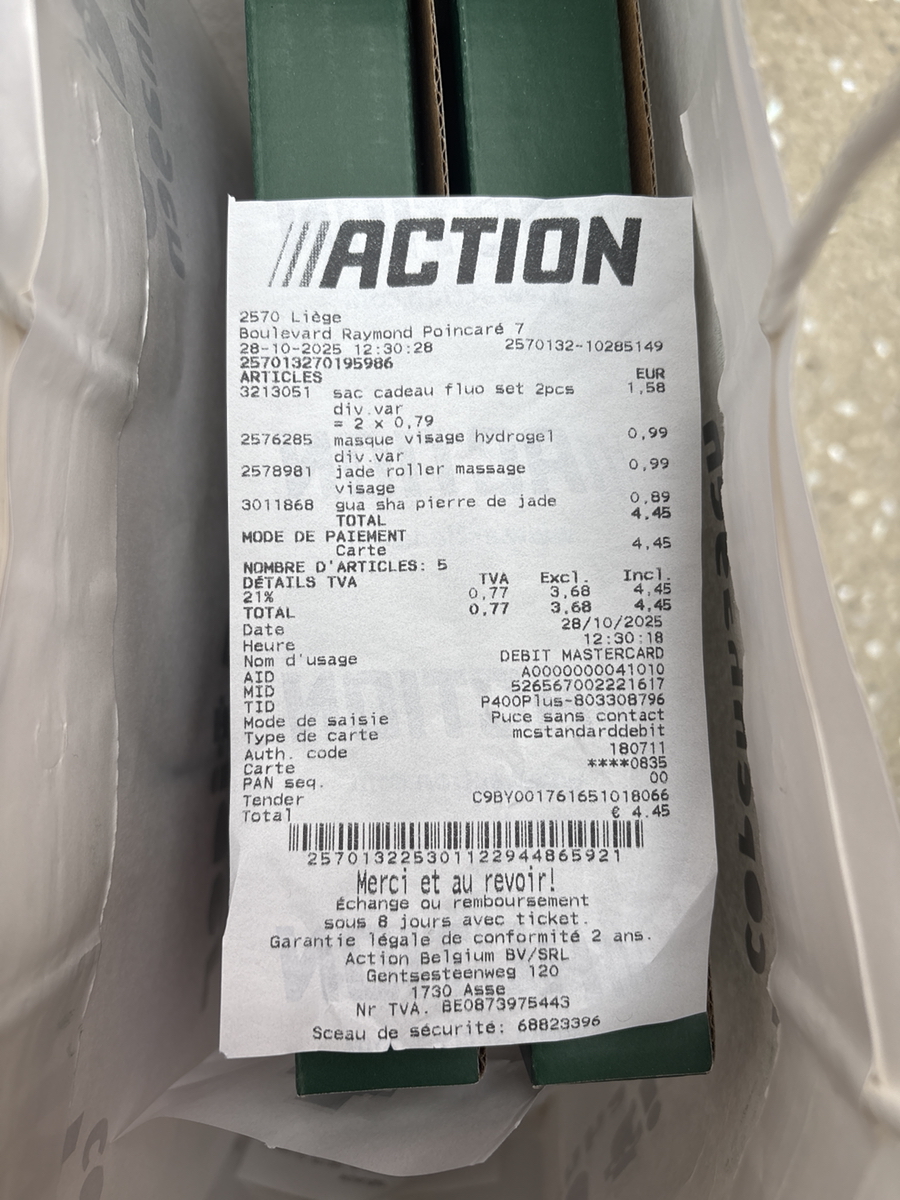 ACTION
2570 Liège
Boulevard Raymond Poincaré 7
28-10-2025 12:30:28 2570132-10285149
257013270195986
ARTICLES EUR
3213051 sac cadeau fluo set 2pcs 1,58
div.var
= 2 x 0,79
2576285 masque visage hydrogel 0,99
div.var
2578981 jade roller massage 0,99
visage
3011868 gua sha pierre de jade 0,89
TOTAL 4,45
MODE DE PAIEMENT
Carte 4,45
NOMBRE D'ARTICLES: 5
DÉTAILS TVA TVA Excl. Incl.
21% 0,77 3,68 4,45
TOTAL 0,77 3,68 4,45
Date 28/10/2025
Heure 12:30:18
Nom d'usage DEBIT MASTERCARD
AID A0000000041010
MID 526567002221617
TID P400Plus-803308796
Mode de saisie Puce sans contact
Type de carte mcstandarddebit
Auth. code 180711
Carte ****0835
PAN seq. 00
Tender C9BY001761651018066
Total € 4.45
257013225301122944865921
Merci et au revoir!
Échange ou remboursement
sous 8 jours avec ticket.
Garantie légale de conformité 2 ans.
Action Belgium BV/SRL
Gentsesteenweg 120
1730 Asse
Nr TVA. BE0873975443
Sceau de sécurité: 68823396